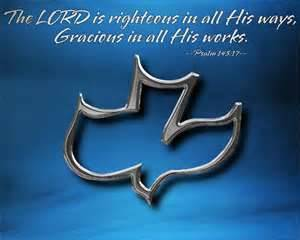 The LORD is righteous in all His ways,
Gracious in all His works.
--Psalm 145:17--